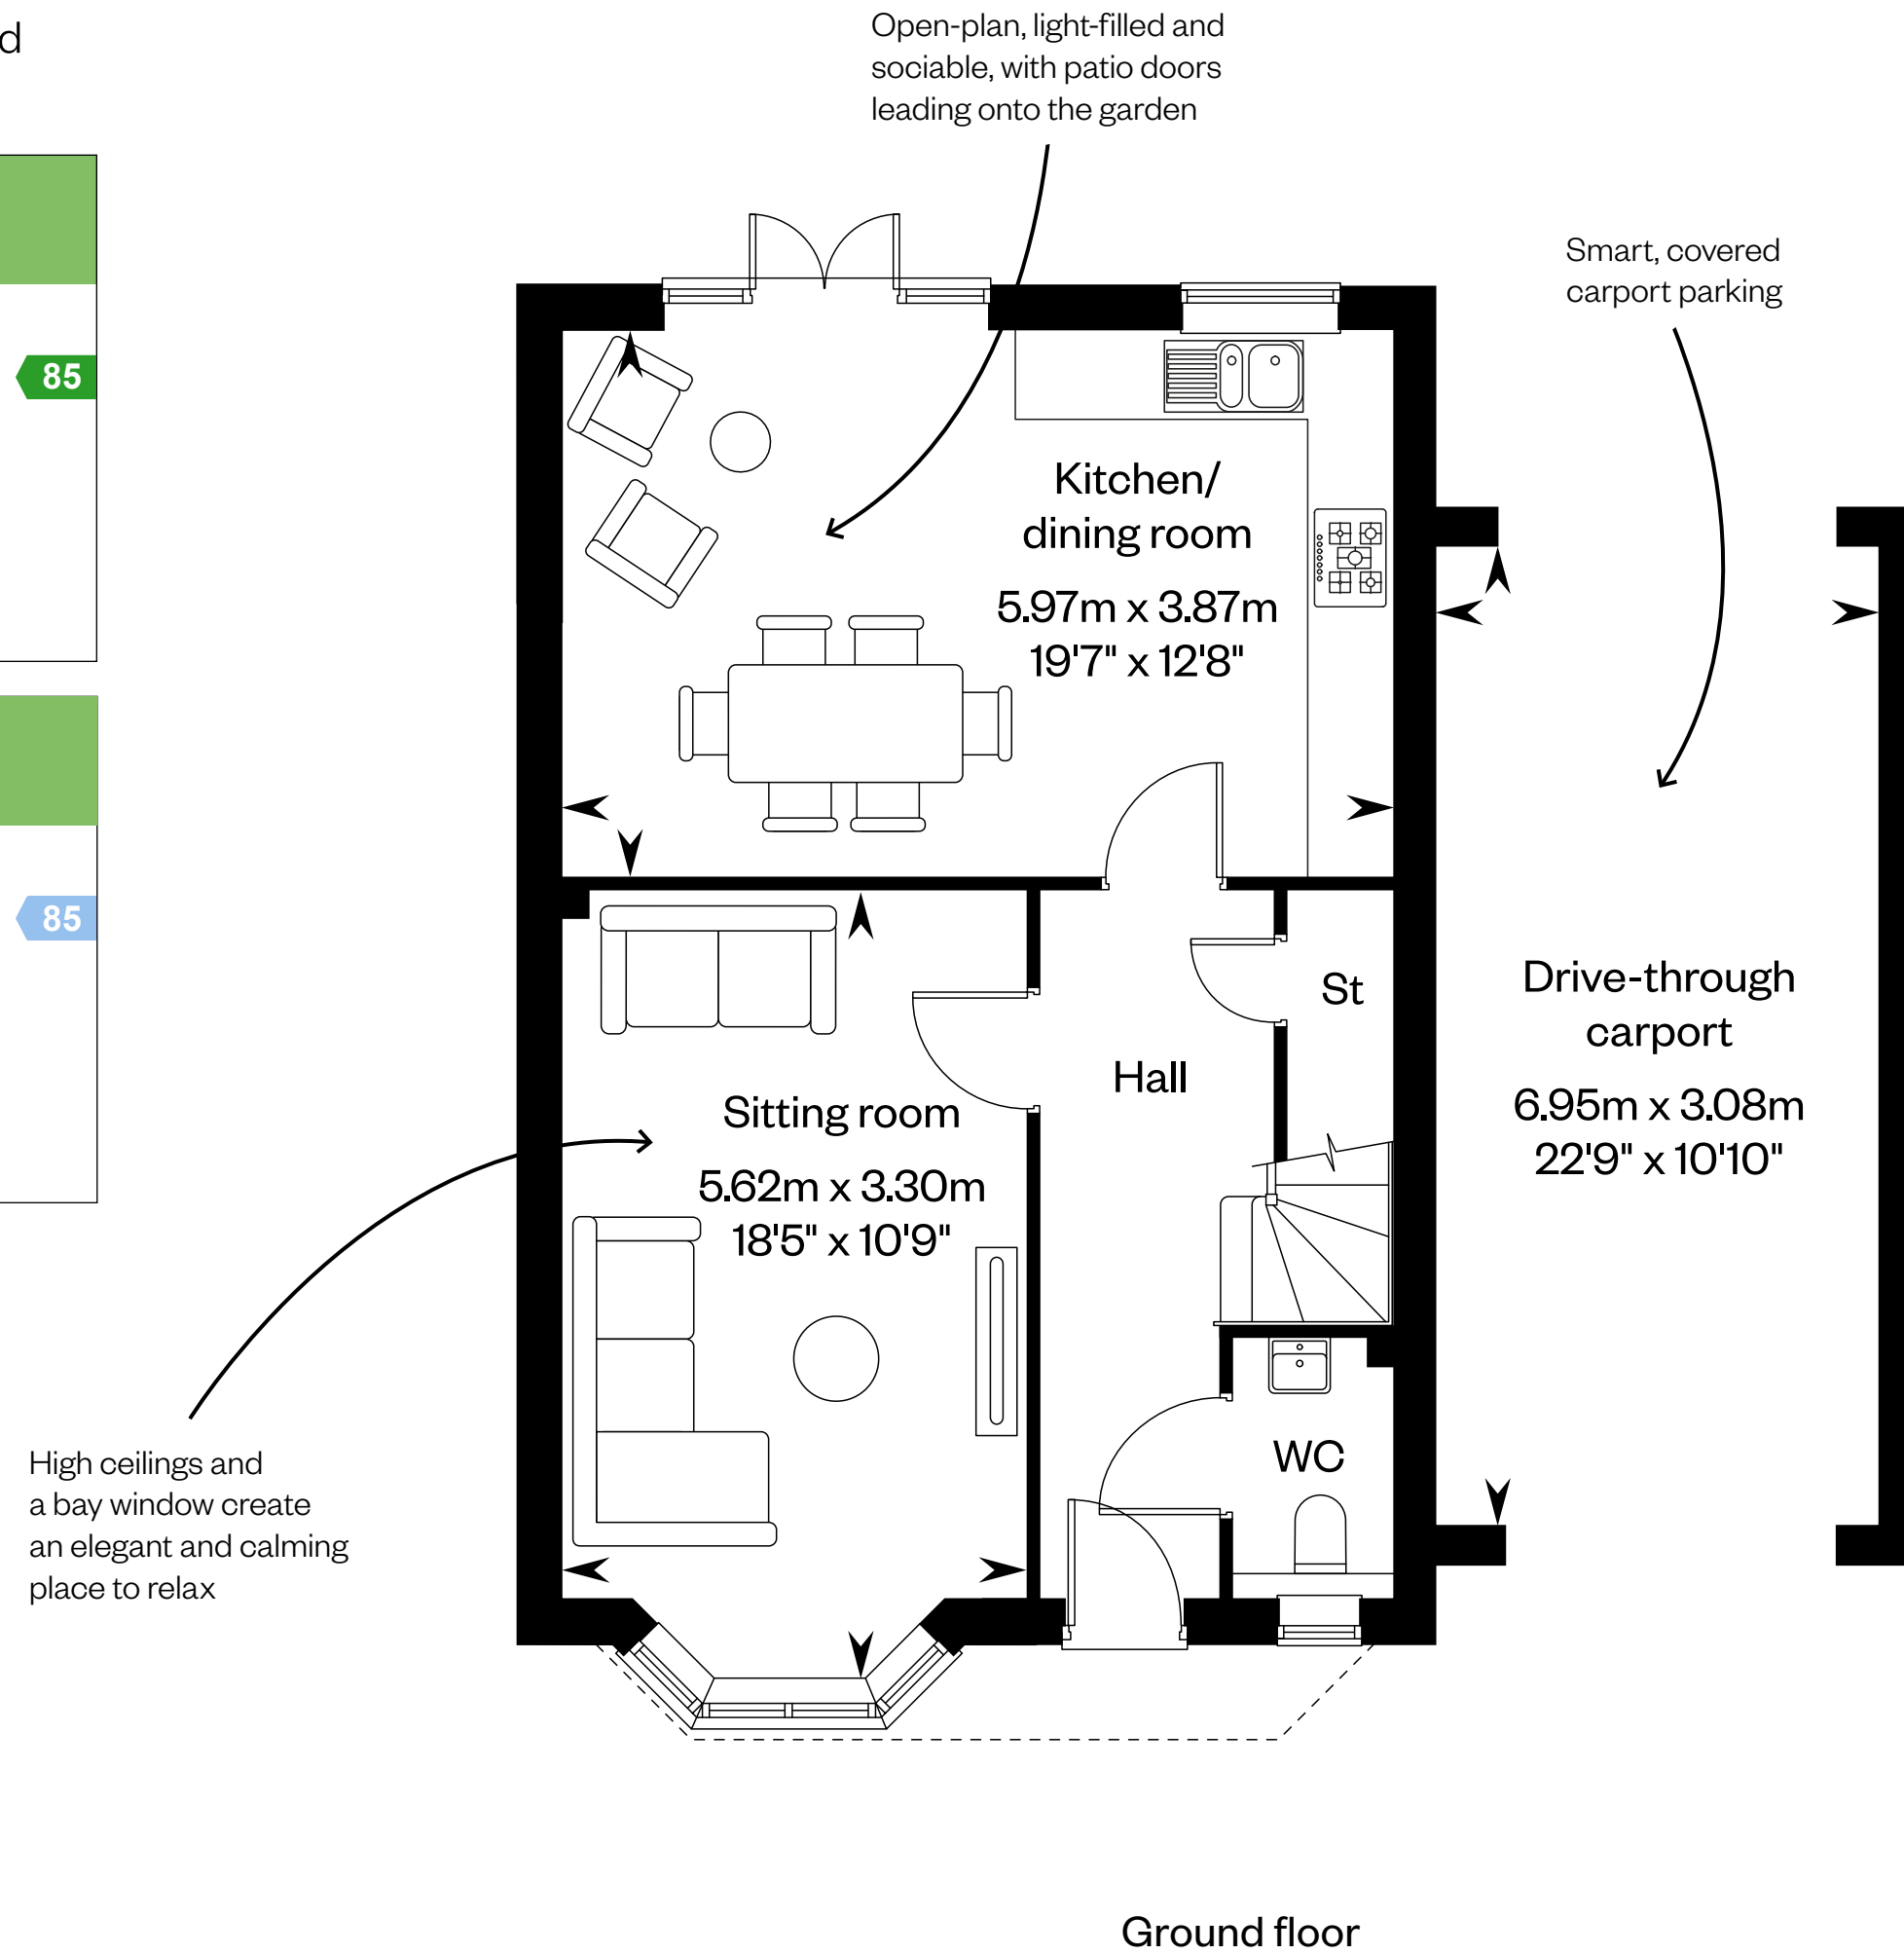 d
Open-plan, light-filled and
sociable, with patio doors
leading onto the garden
Smart, covered
carport parking
85
Kitchen/
dining room
5.97m x 3.87m
19'7" x 12'8"
85
St
Drive-through
carport
6.95m x 3.08m
22'9" x 10'10"
Hall
Sitting room
5.62m x 3.30m
18'5" x 10'9"
WC
High ceilings and
a bay window create
an elegant and calming
place to relax
Ground floor